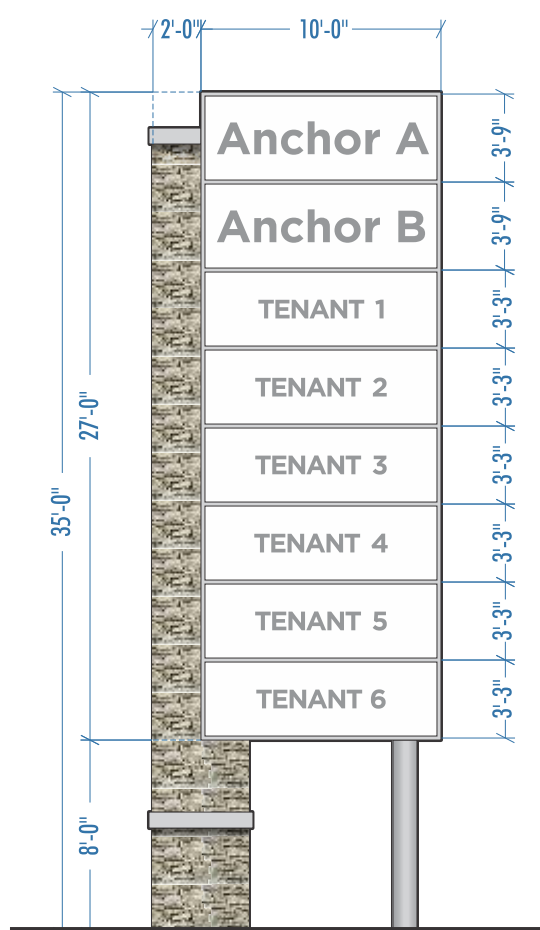 2'-0"
10'-0"
Anchor A
3'-9"
Anchor B
3'-9"
TENANT 1
3'-3"
TENANT 2
3'-3"
27'-0"
TENANT 3
3'-3"
35'-0"
TENANT 4
3'-3"
TENANT 5
3'-3"
TENANT 6
3'-3"
8'-0"